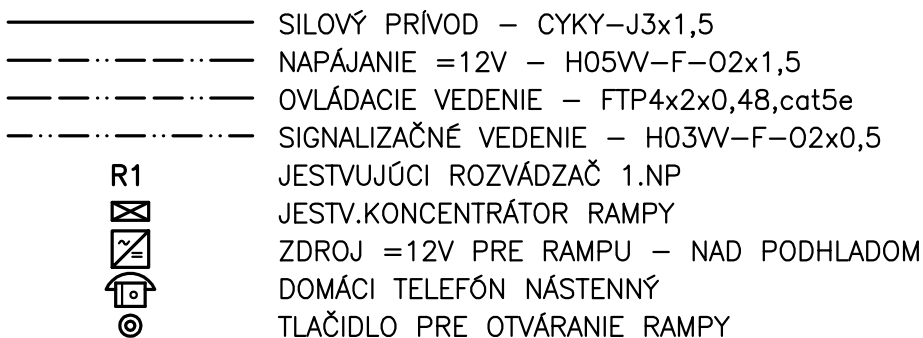 SILOVÝ PRÍVOD – CYKY–J3x1,5
NAPÁJANIE =12V – H05VV–F–O2x1,5
OVLÁDACIE VEDENIE – FTP4x2x0,48,cat5e
SIGNALIZAČNÉ VEDENIE – H03VV–F–O2x0,5
R1 JESTVUJÚCI ROZVÁDZAČ 1.NP
JESTV.KONCENTRÁTOR RAMPY
ZDROJ =12V PRE RAMPU – NAD PODHLADOM
DOMÁCI TELEFÓN NÁSTENNÝ
TLAČIDLO PRE OTVÁRANIE RAMPY